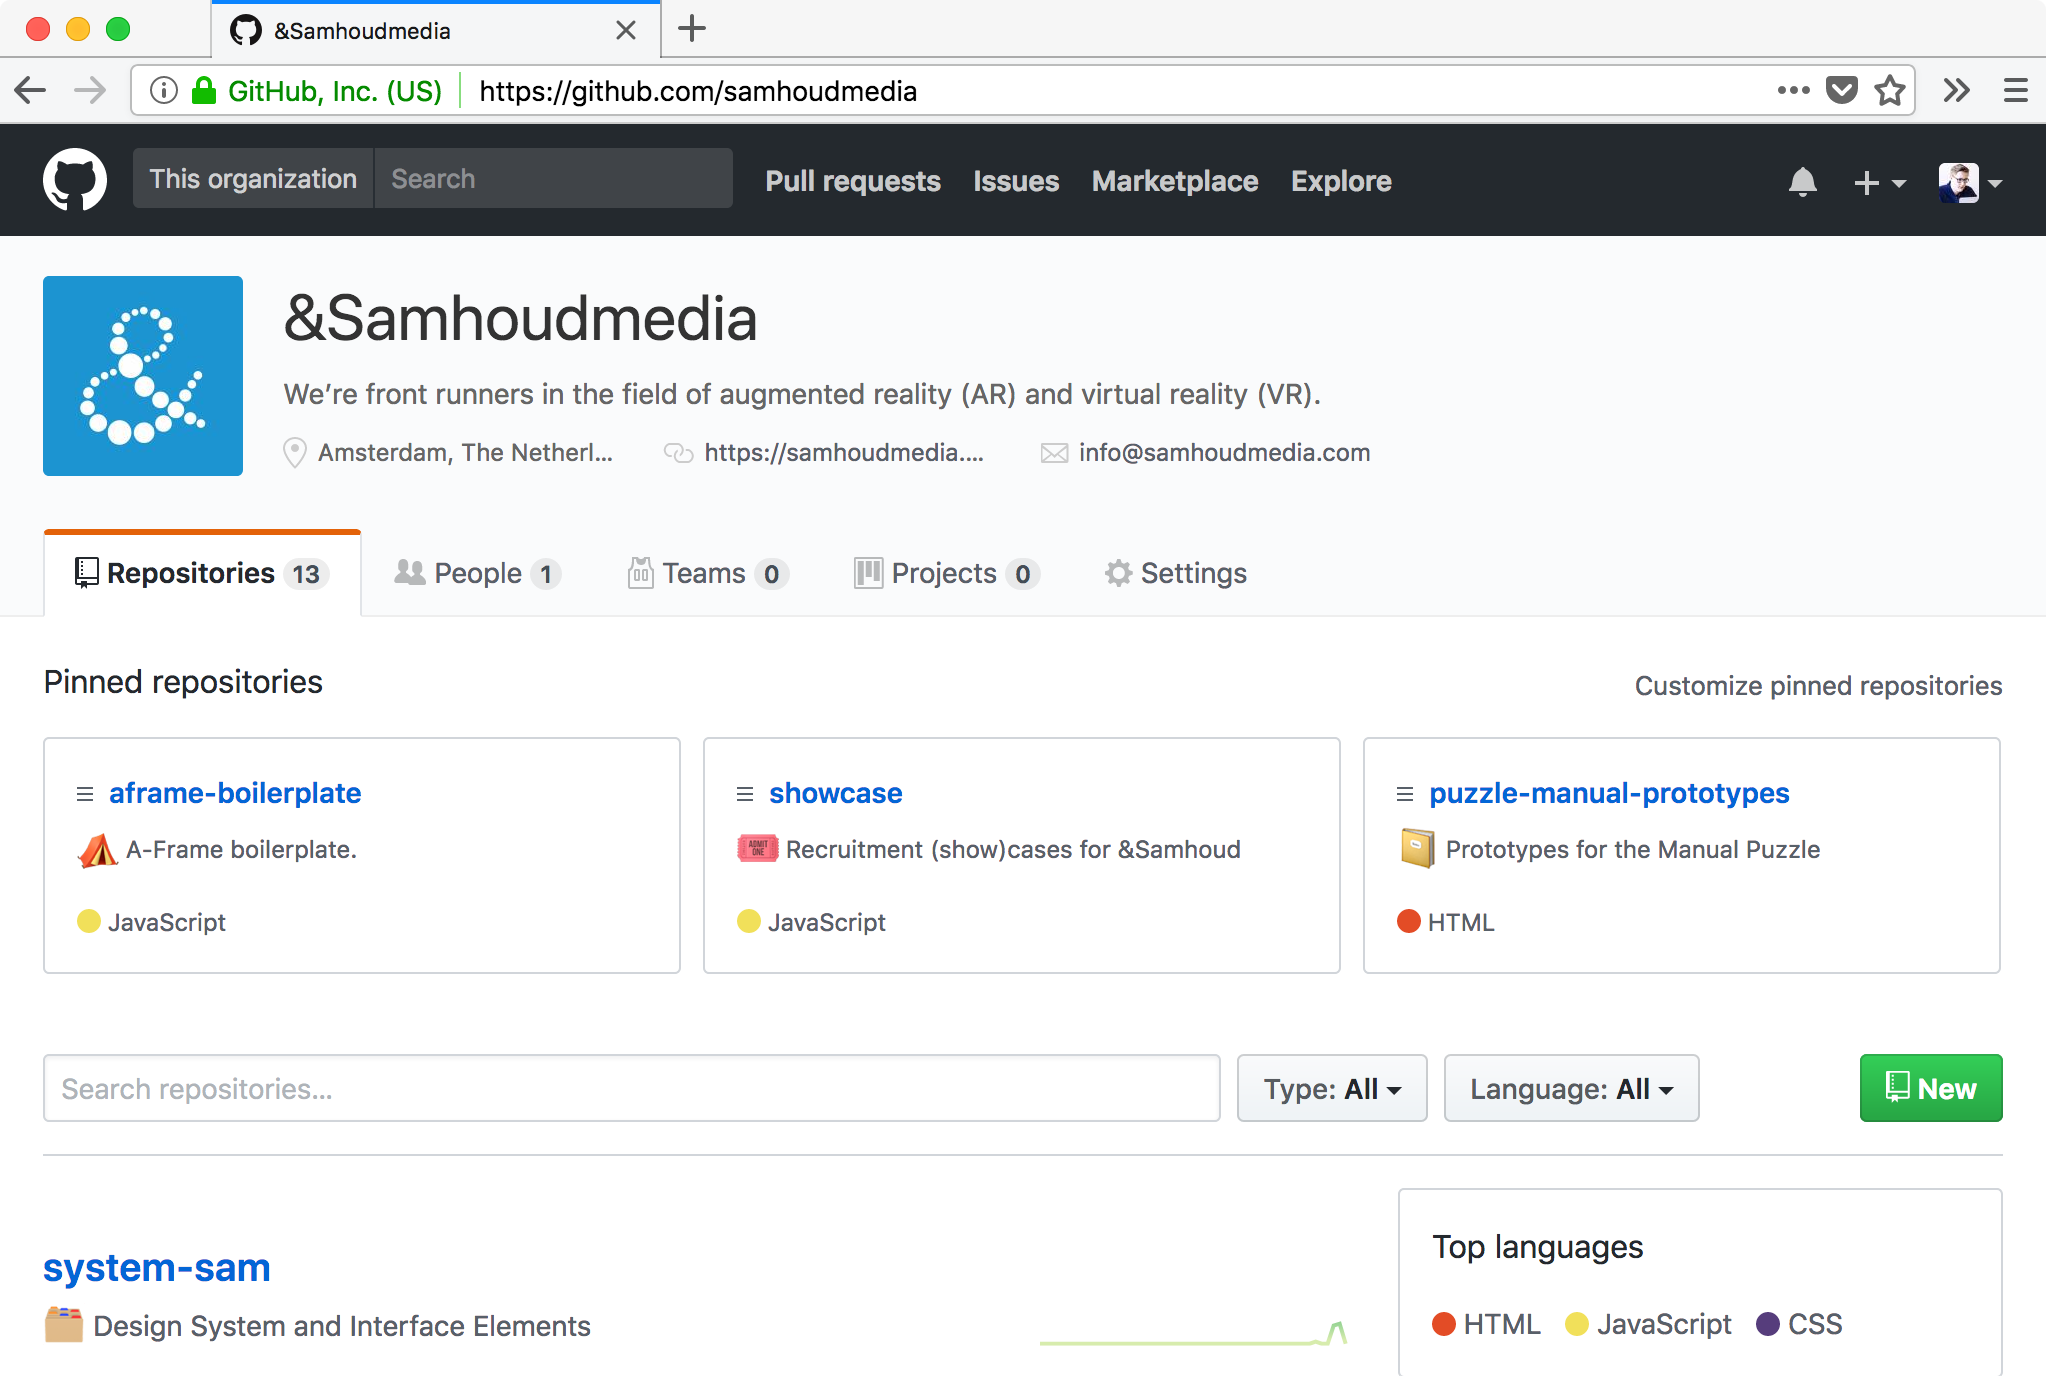 &Samhoudmedia
GitHub, Inc. (US) https://github.com/samhoudmedia
This organization Search Pull requests Issues Marketplace Explore
&Samhoudmedia
We’re front runners in the field of augmented reality (AR) and virtual reality (VR).
Amsterdam, The Netherl... https://samhoudmedia.... info@samhoudmedia.com
Repositories 13 People 1 Teams 0 Projects 0 Settings
Pinned repositories Customize pinned repositories
aframe-boilerplate
A-Frame boilerplate.
JavaScript
showcase
ADMIT ONE Recruitment (show)cases for &Samhoud
JavaScript
puzzle-manual-prototypes
Prototypes for the Manual Puzzle
HTML
Search repositories... Type: All Language: All New
system-sam
Design System and Interface Elements
Top languages
HTML JavaScript CSS